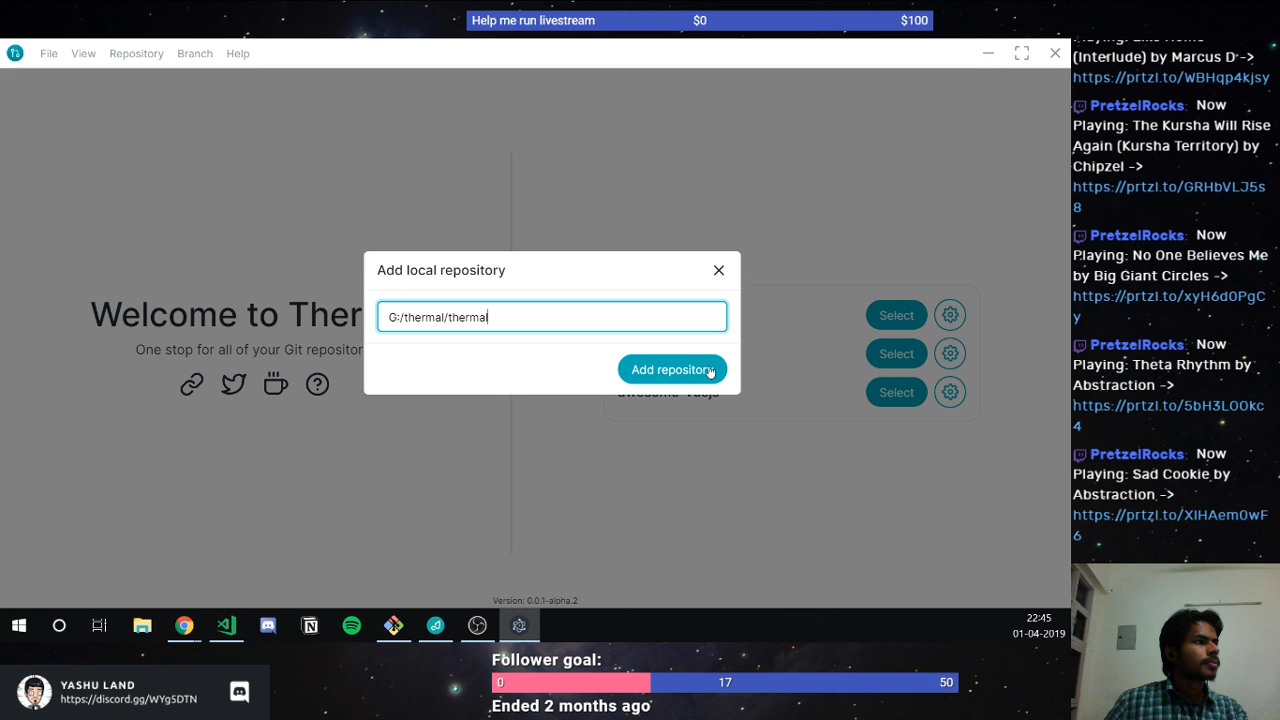 Help me run livestream $0 $100
File View Repository Branch Help
Add local repository
G:/thermal/thermal
Add repository
Welcome to Ther
One stop for all of your Git repositor
Select
Select
Select
Version: 0.0.1-alpha.2
(Interlude) by Marcus D ->
https://prtzl.to/WBHqp4kjsy
PretzelRocks: Now
Playing: The Kursha Will Rise
Again (Kursha Territory) by
Chipzel ->
https://prtzl.to/GRHbVLJ5s
8
PretzelRocks: Now
Playing: No One Believes Me
by Big Giant Circles ->
https://prtzl.to/xyH6d0PgC
y
PretzelRocks: Now
Playing: Theta Rhythm by
Abstraction ->
https://prtzl.to/5bH3LOOkc
4
PretzelRocks: Now
Playing: Sad Cookie by
Abstraction ->
https://prtzl.to/XIHAem0wF
6
22:45
01-04-2019
YASHU LAND
https://discord.gg/WYg5DTN
Follower goal:
0 17 50
Ended 2 months ago